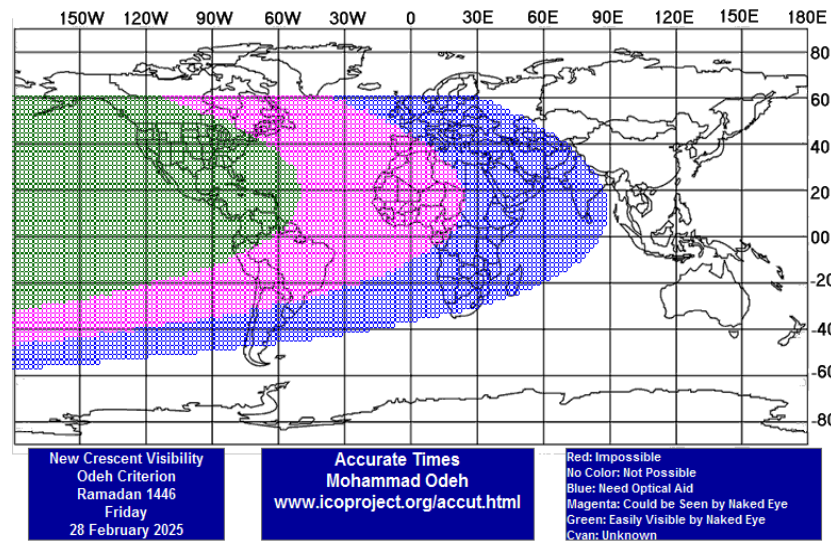 150W 120W 90W 60W 30W 0 30E 60E 90E 120E 150E 180E
80
60
40
20
00
-20
-40
-60
-80
New Crescent Visibility
Odeh Criterion
Ramadan 1446
Friday
28 February 2025
Accurate Times
Mohammad Odeh
www.icoproject.org/accut.html
Red: Impossible
No Color: Not Possible
Blue: Need Optical Aid
Magenta: Could be Seen by Naked Eye
Green: Easily Visible by Naked Eye
Cyan: Unknown